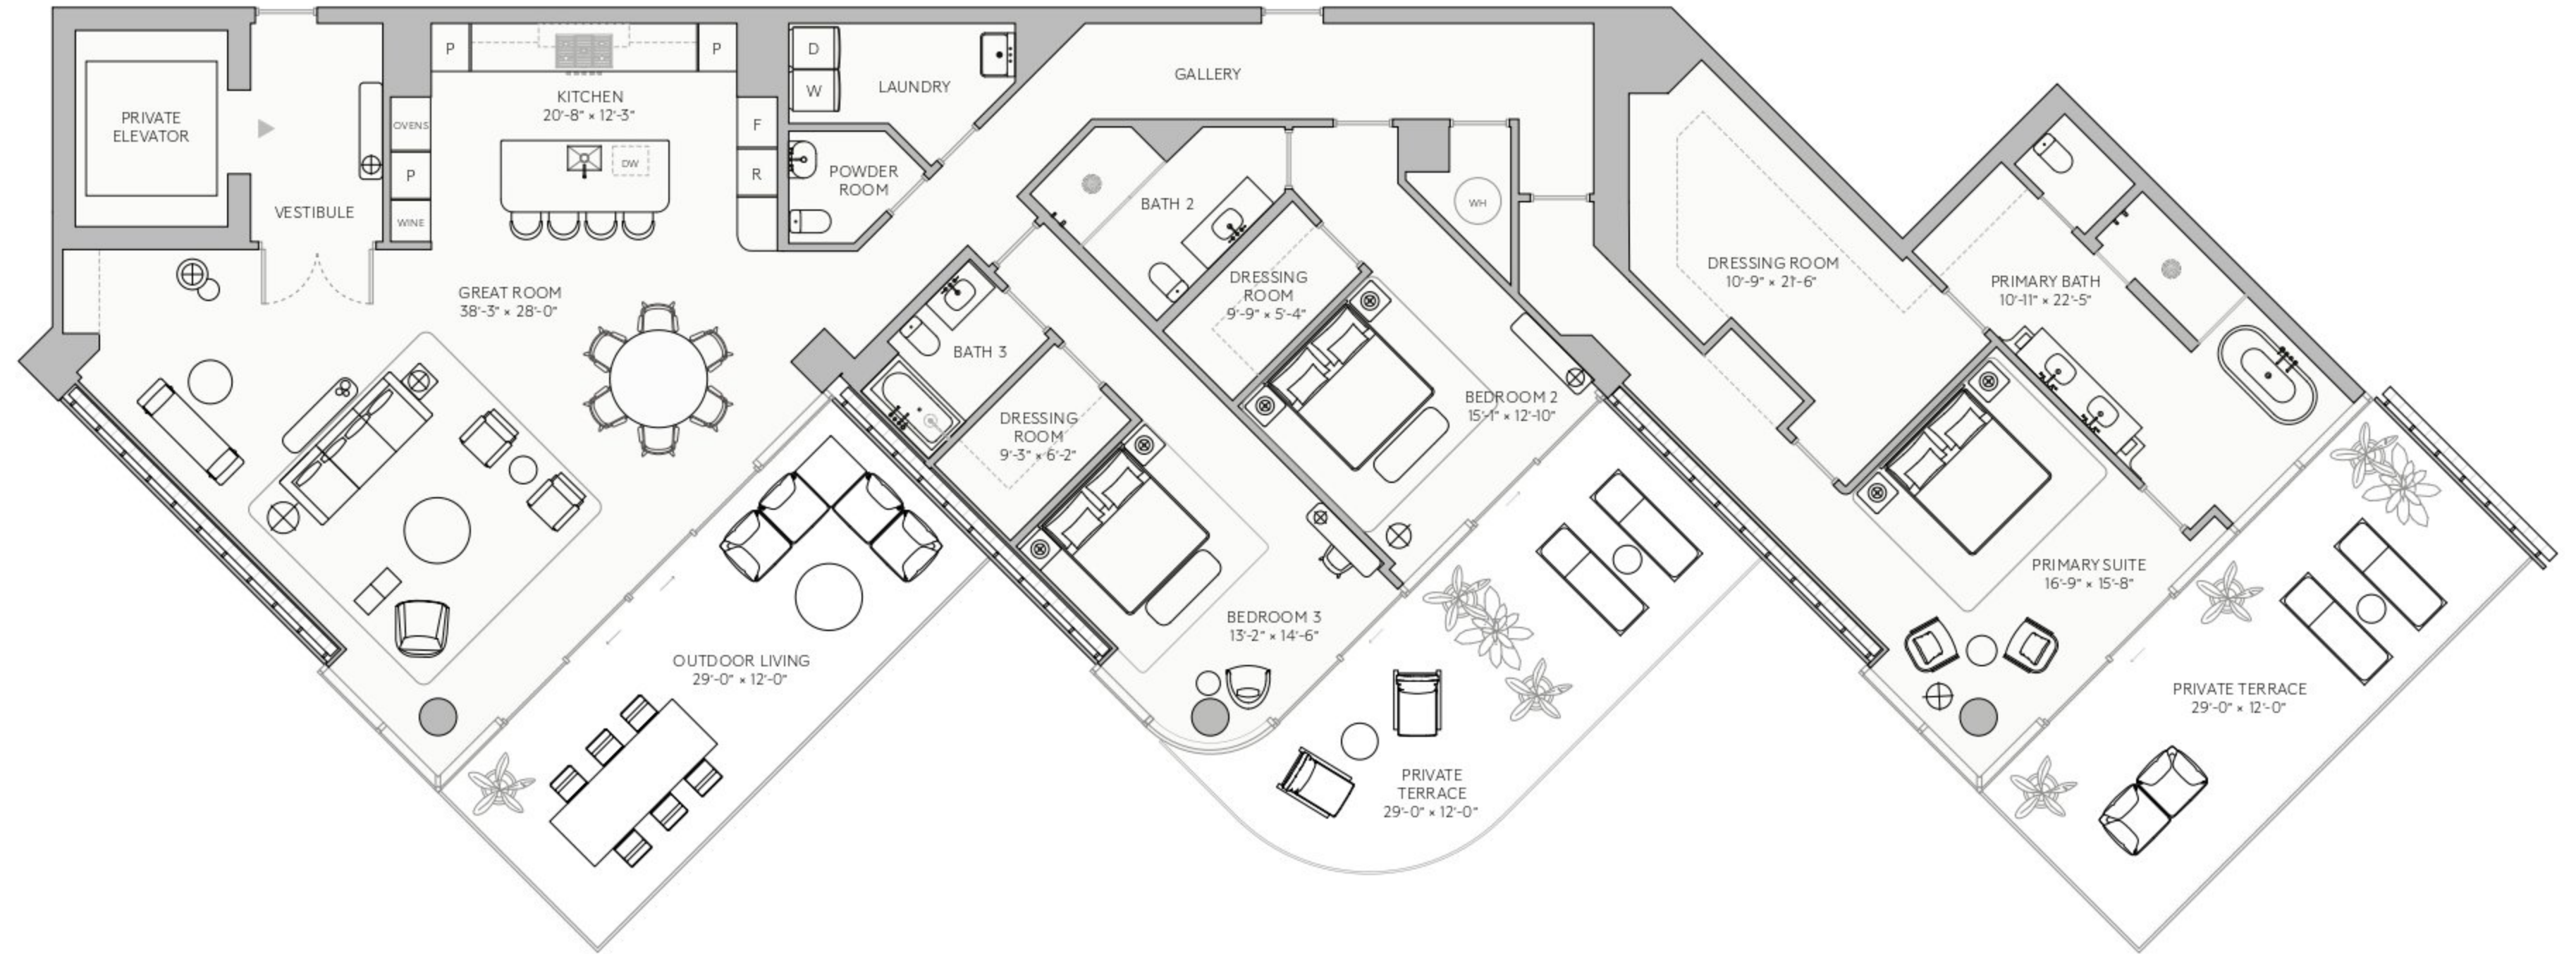 PRIVATE
ELEVATOR
VESTIBULE
P
P
OVENS
P
WINE
KITCHEN
20'-8" × 12'-3"
DW
F
R
D
W
LAUNDRY
POWDER
ROOM
GALLERY
GREAT ROOM
38'-3" × 28'-0"
BATH 2
WH
DRESSING
ROOM
9'-9" × 5'-4"
BATH 3
DRESSING
ROOM
9'-3" × 6'-2"
BEDROOM 2
15'-1" × 12'-10"
BEDROOM 3
13'-2" × 14'-6"
DRESSING ROOM
10'-9" × 21'-6"
PRIMARY BATH
10'-11" × 22'-5"
PRIMARY SUITE
16'-9" × 15'-8"
OUTDOOR LIVING
29'-0" × 12'-0"
PRIVATE
TERRACE
29'-0" × 12'-0"
PRIVATE TERRACE
29'-0" × 12'-0"